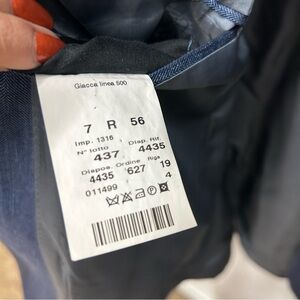 Giacca linea 500
7 R 56
Imp. 1316
N° lotto Disp. Rif.
437 4435
Dispos. Ordine Riga
4435 627 19
011499 4